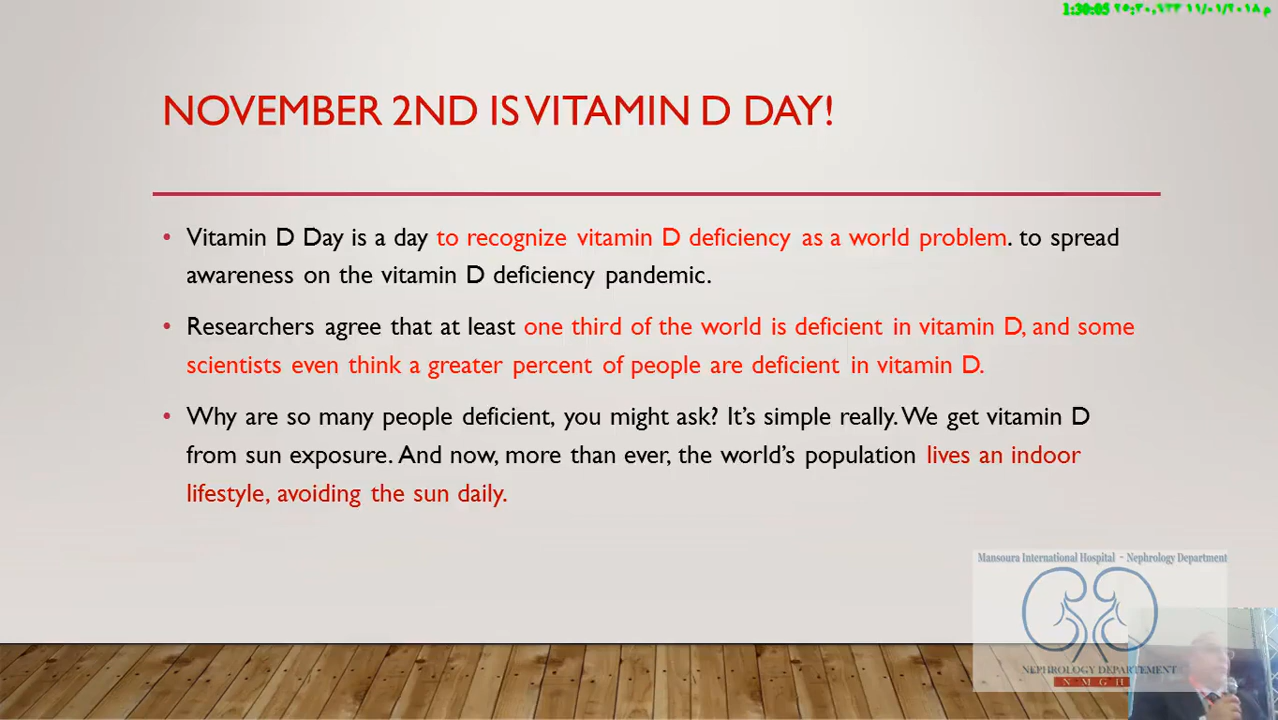 1:30:05
NOVEMBER 2ND IS VITAMIN D DAY!
• Vitamin D Day is a day to recognize vitamin D deficiency as a world problem. to spread
awareness on the vitamin D deficiency pandemic.
• Researchers agree that at least one third of the world is deficient in vitamin D, and some
scientists even think a greater percent of people are deficient in vitamin D.
• Why are so many people deficient, you might ask? It’s simple really. We get vitamin D
from sun exposure. And now, more than ever, the world’s population lives an indoor
lifestyle, avoiding the sun daily.
Mansoura International Hospital - Nephrology Department
NEPHROLOGY DEPARTEMENT
N M G H